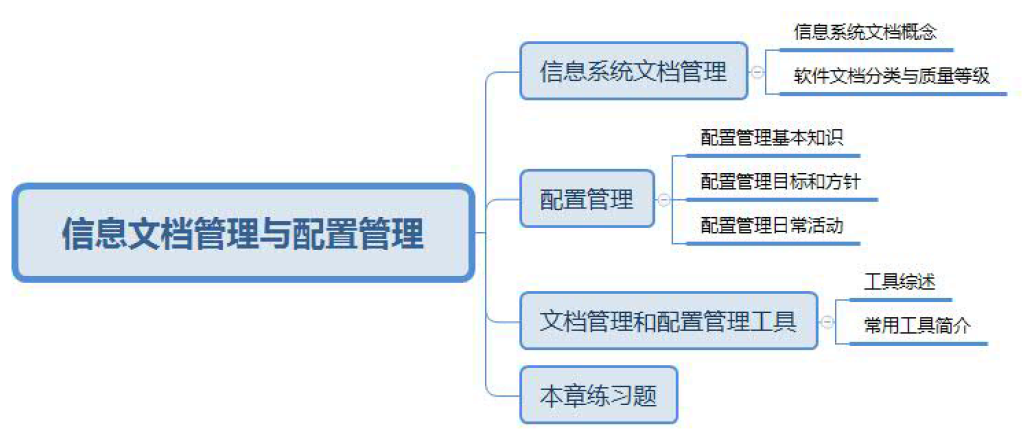 信息文档管理与配置管理
信息系统文档管理
信息系统文档概念
软件文档分类与质量等级
配置管理
配置管理基本知识
配置管理目标和方针
配置管理日常活动
文档管理和配置管理工具
工具综述
常用工具简介
本章练习题